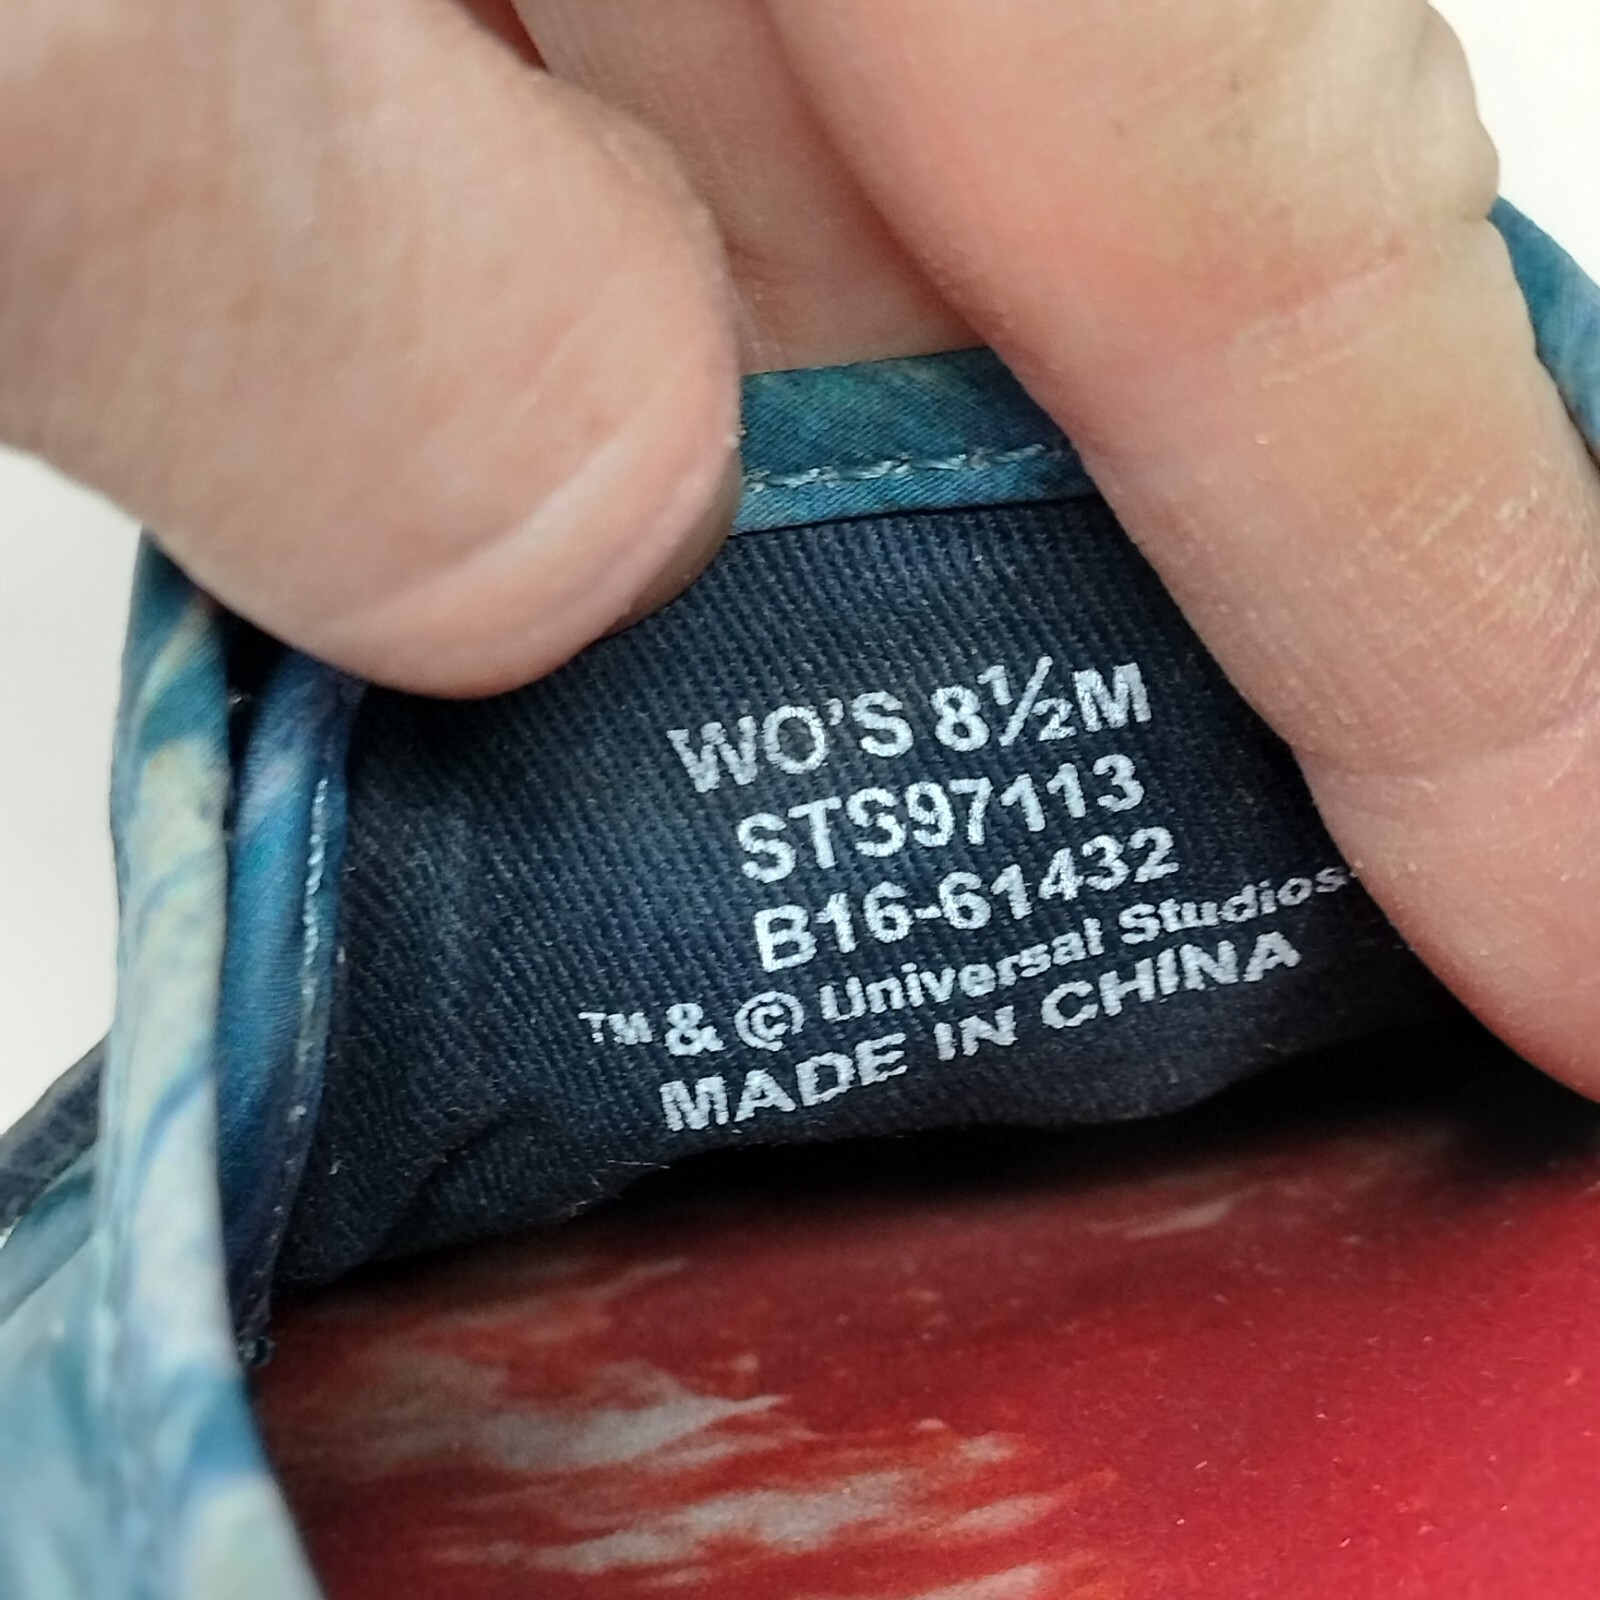 WO'S 8½M
STS97113
B16-61432
™ & © Universal Studios
MADE IN CHINA